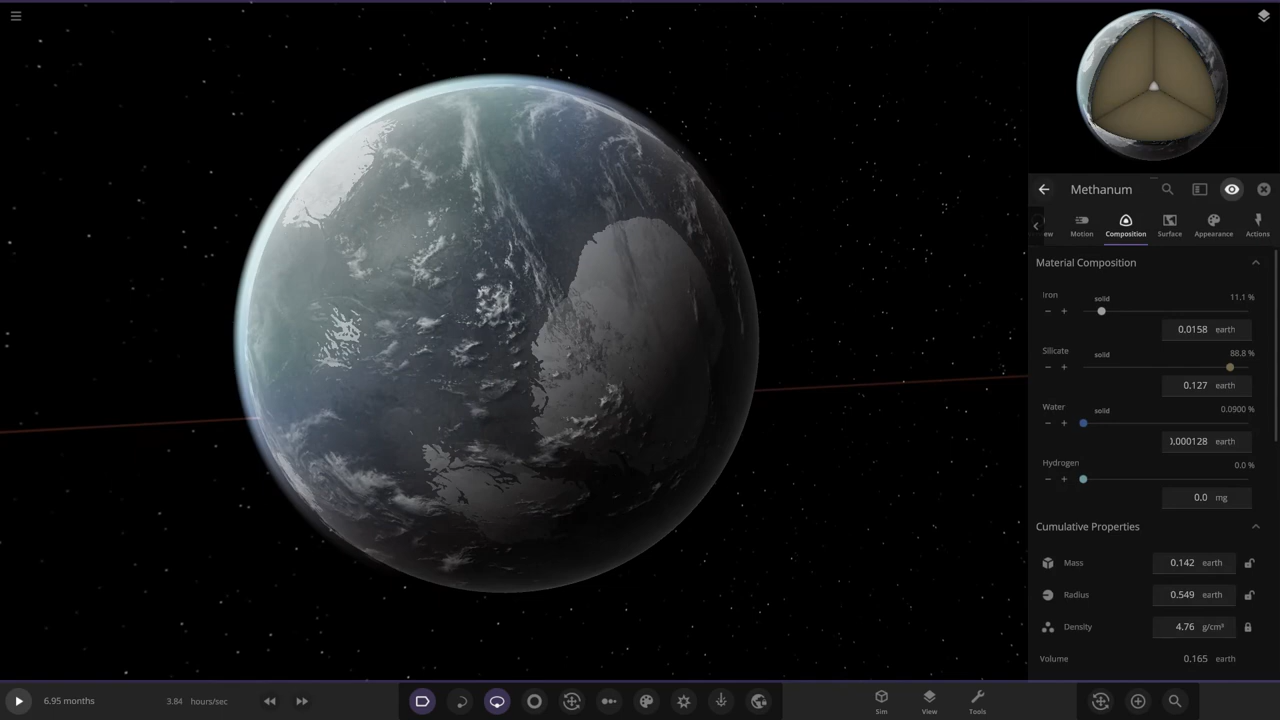 Methanum
ew
Motion
Composition
Surface
Appearance
Actions
Material Composition
Iron
solid
11.1 %
0.0158 earth
Silicate
solid
88.8 %
0.127 earth
Water
solid
0.0900 %
0.000128 earth
Hydrogen
0.0 %
0.0 mg
Cumulative Properties
Mass 0.142 earth
Radius 0.549 earth
Density 4.76 g/cm³
Volume 0.165 earth
6.95 months
3.84 hours/sec
Sim
View
Tools